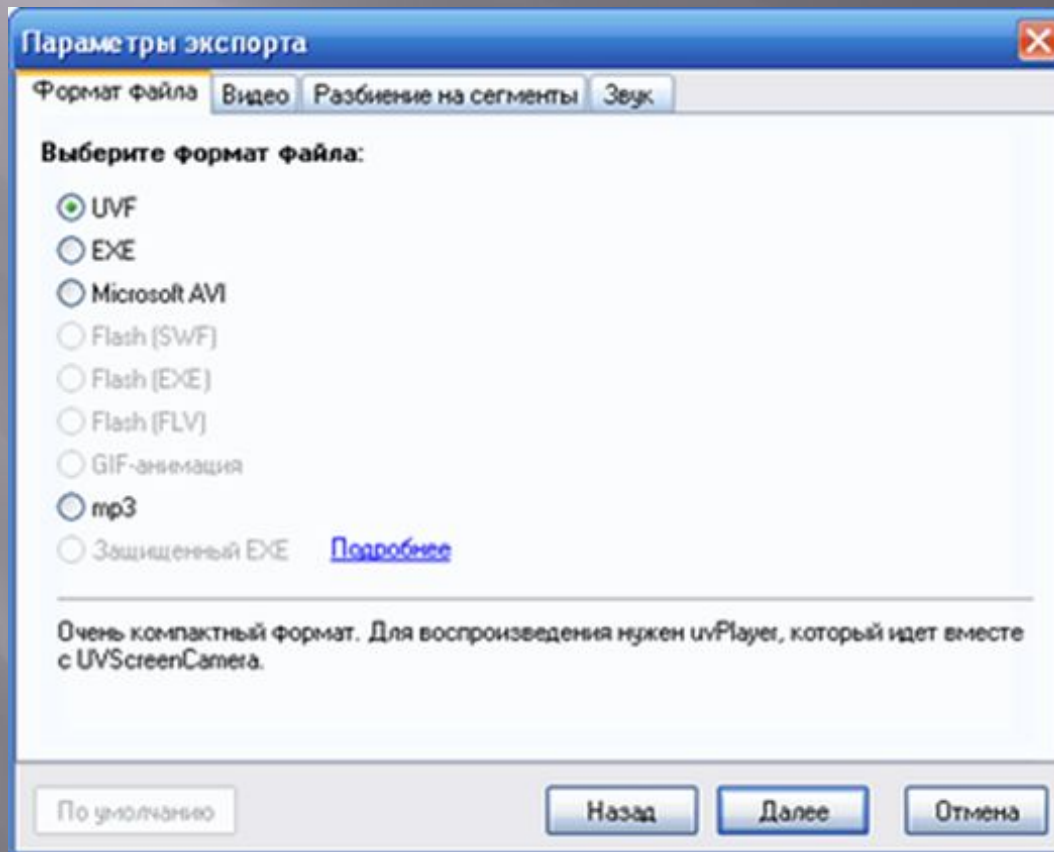 Параметры экспорта
Формат файла Видео Разбиение на сегменты Звук
Выберите формат файла:
UVF
EXE
Microsoft AVI
Flash (SWF)
Flash (EXE)
Flash (FLV)
GIF-анимация
mp3
Защищенный EXE Подробнее
Очень компактный формат. Для воспроизведения нужен uvPlayer, который идет вместе
с UVScreenCamera.
По умолчанию Назад Далее Отмена